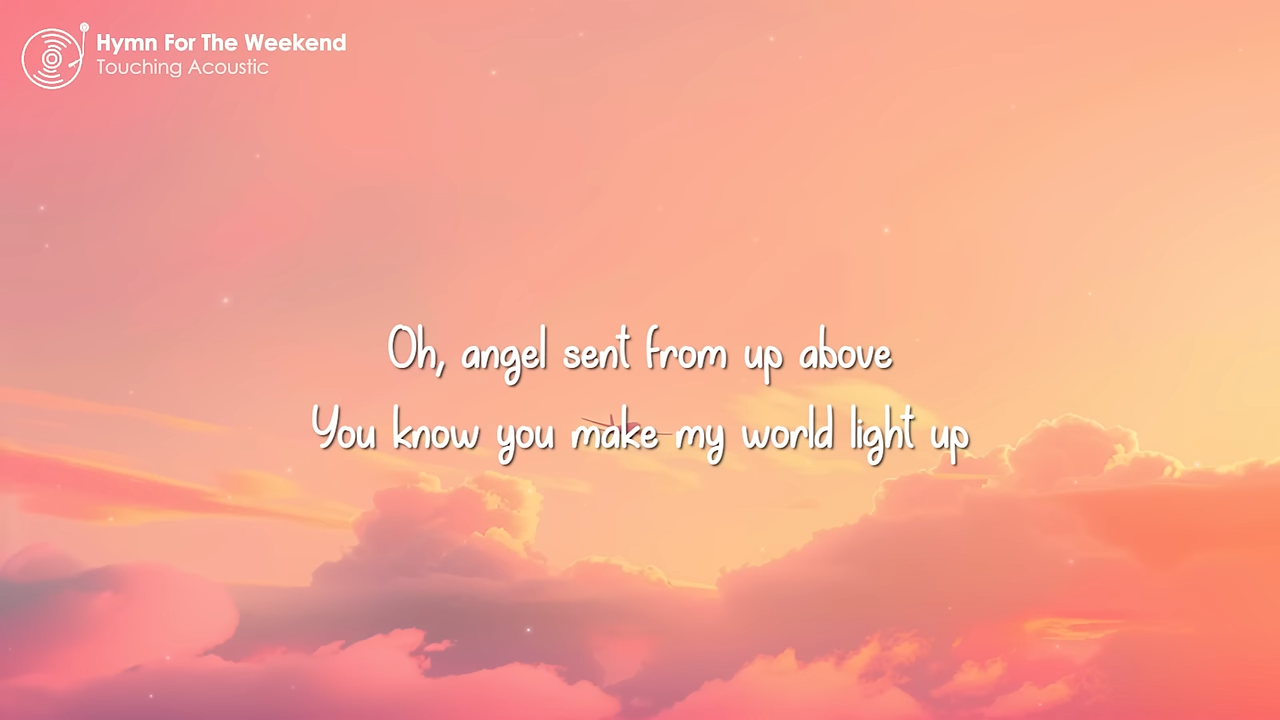 Hymn For The Weekend
Touching Acoustic
Oh, angel sent from up above
You know you make my world light up